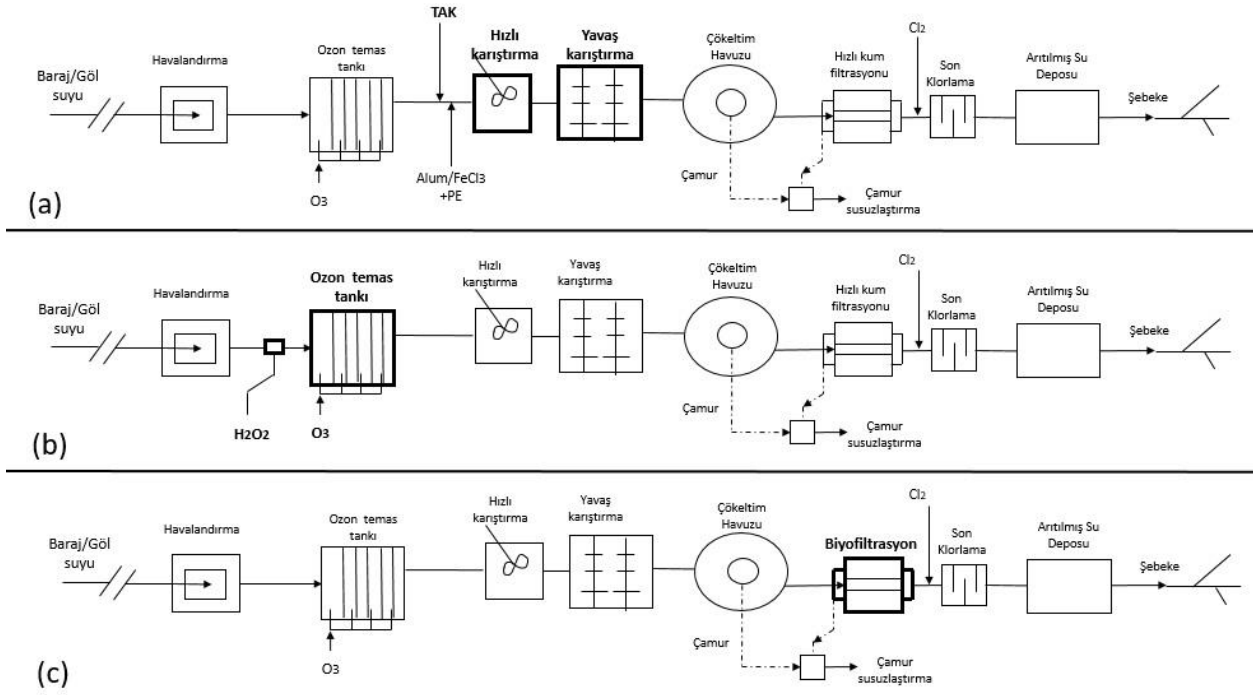 TAK
Baraj/Göl
suyu
Havalandırma
Ozon temas
tankı
O3
Alum/FeCl3
+PE
Hızlı
karıştırma
Yavaş
karıştırma
Çökeltim
Havuzu
Çamur
Hızlı kum
filtrasyonu
Çamur
susuzlaştırma
Cl2
Son
Klorlama
Arıtılmış Su
Deposu
Şebeke
(a)
Baraj/Göl
suyu
Havalandırma
H2O2
Ozon temas
tankı
O3
Hızlı
karıştırma
Yavaş
karıştırma
Çökeltim
Havuzu
Çamur
Hızlı kum
filtrasyonu
Çamur
susuzlaştırma
Cl2
Son
Klorlama
Arıtılmış Su
Deposu
Şebeke
(b)
Baraj/Göl
suyu
Havalandırma
Ozon temas
tankı
O3
Hızlı
karıştırma
Yavaş
karıştırma
Çökeltim
Havuzu
Çamur
Biyofiltrasyon
Çamur
susuzlaştırma
Cl2
Son
Klorlama
Arıtılmış Su
Deposu
Şebeke
(c)